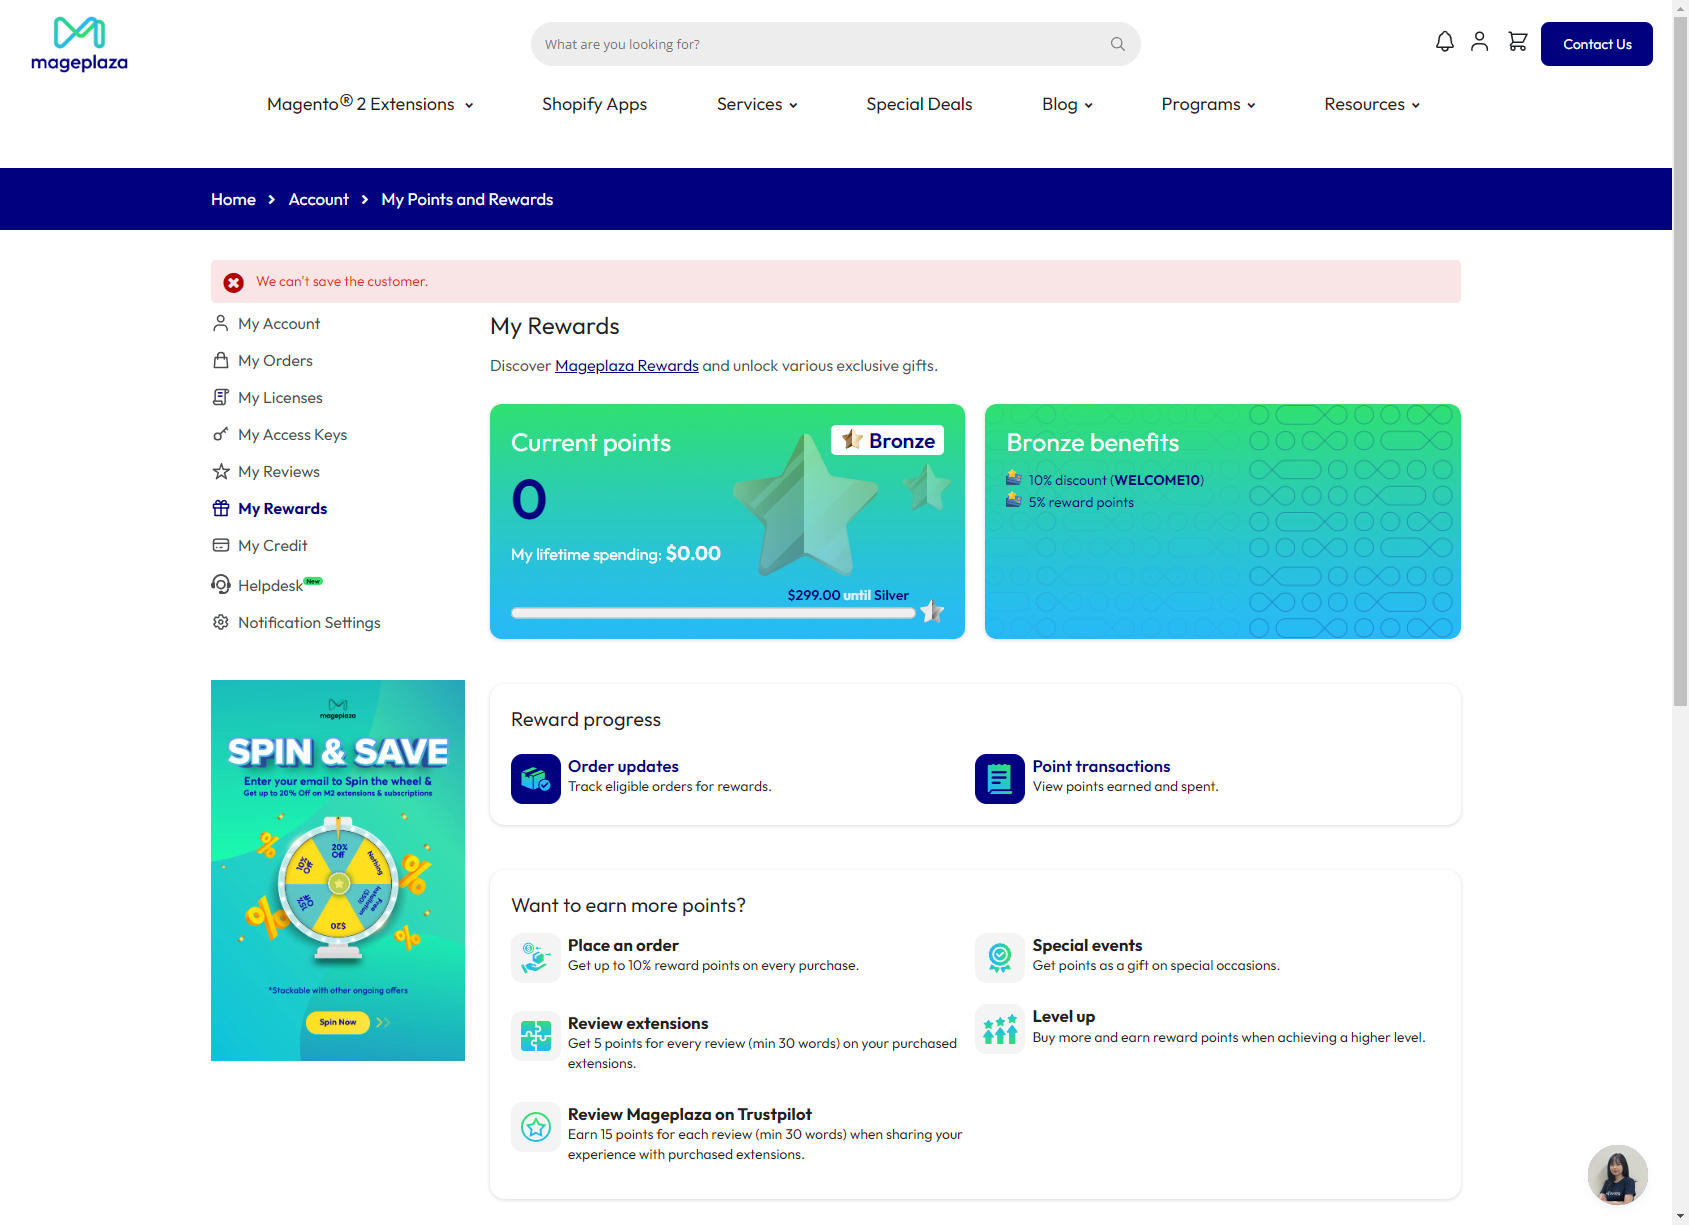 mageplaza
What are you looking for?
Contact Us
Magento® 2 Extensions
Shopify Apps
Services
Special Deals
Blog
Programs
Resources
Home
Account
My Points and Rewards
We can't save the customer.
My Account
My Orders
My Licenses
My Access Keys
My Reviews
My Rewards
My Credit
Helpdesk New
Notification Settings
My Rewards
Discover Mageplaza Rewards and unlock various exclusive gifts.
Current points
Bronze
0
My lifetime spending: $0.00
$299.00 until Silver
Bronze benefits
10% discount (WELCOME10)
5% reward points
mageplaza
SPIN & SAVE
Enter your email to Spin the wheel &
Get up to 20% Off on M2 extensions & subscriptions
20%
Off
Nothing
Free
Installation
($50)
$20
15%
Off
10%
Off
*Stackable with other ongoing offers
Spin Now
Reward progress
Order updates
Track eligible orders for rewards.
Point transactions
View points earned and spent.
Want to earn more points?
Place an order
Get up to 10% reward points on every purchase.
Special events
Get points as a gift on special occasions.
Review extensions
Get 5 points for every review (min 30 words) on your purchased
extensions.
Level up
Buy more and earn reward points when achieving a higher level.
Review Mageplaza on Trustpilot
Earn 15 points for each review (min 30 words) when sharing your
experience with purchased extensions.